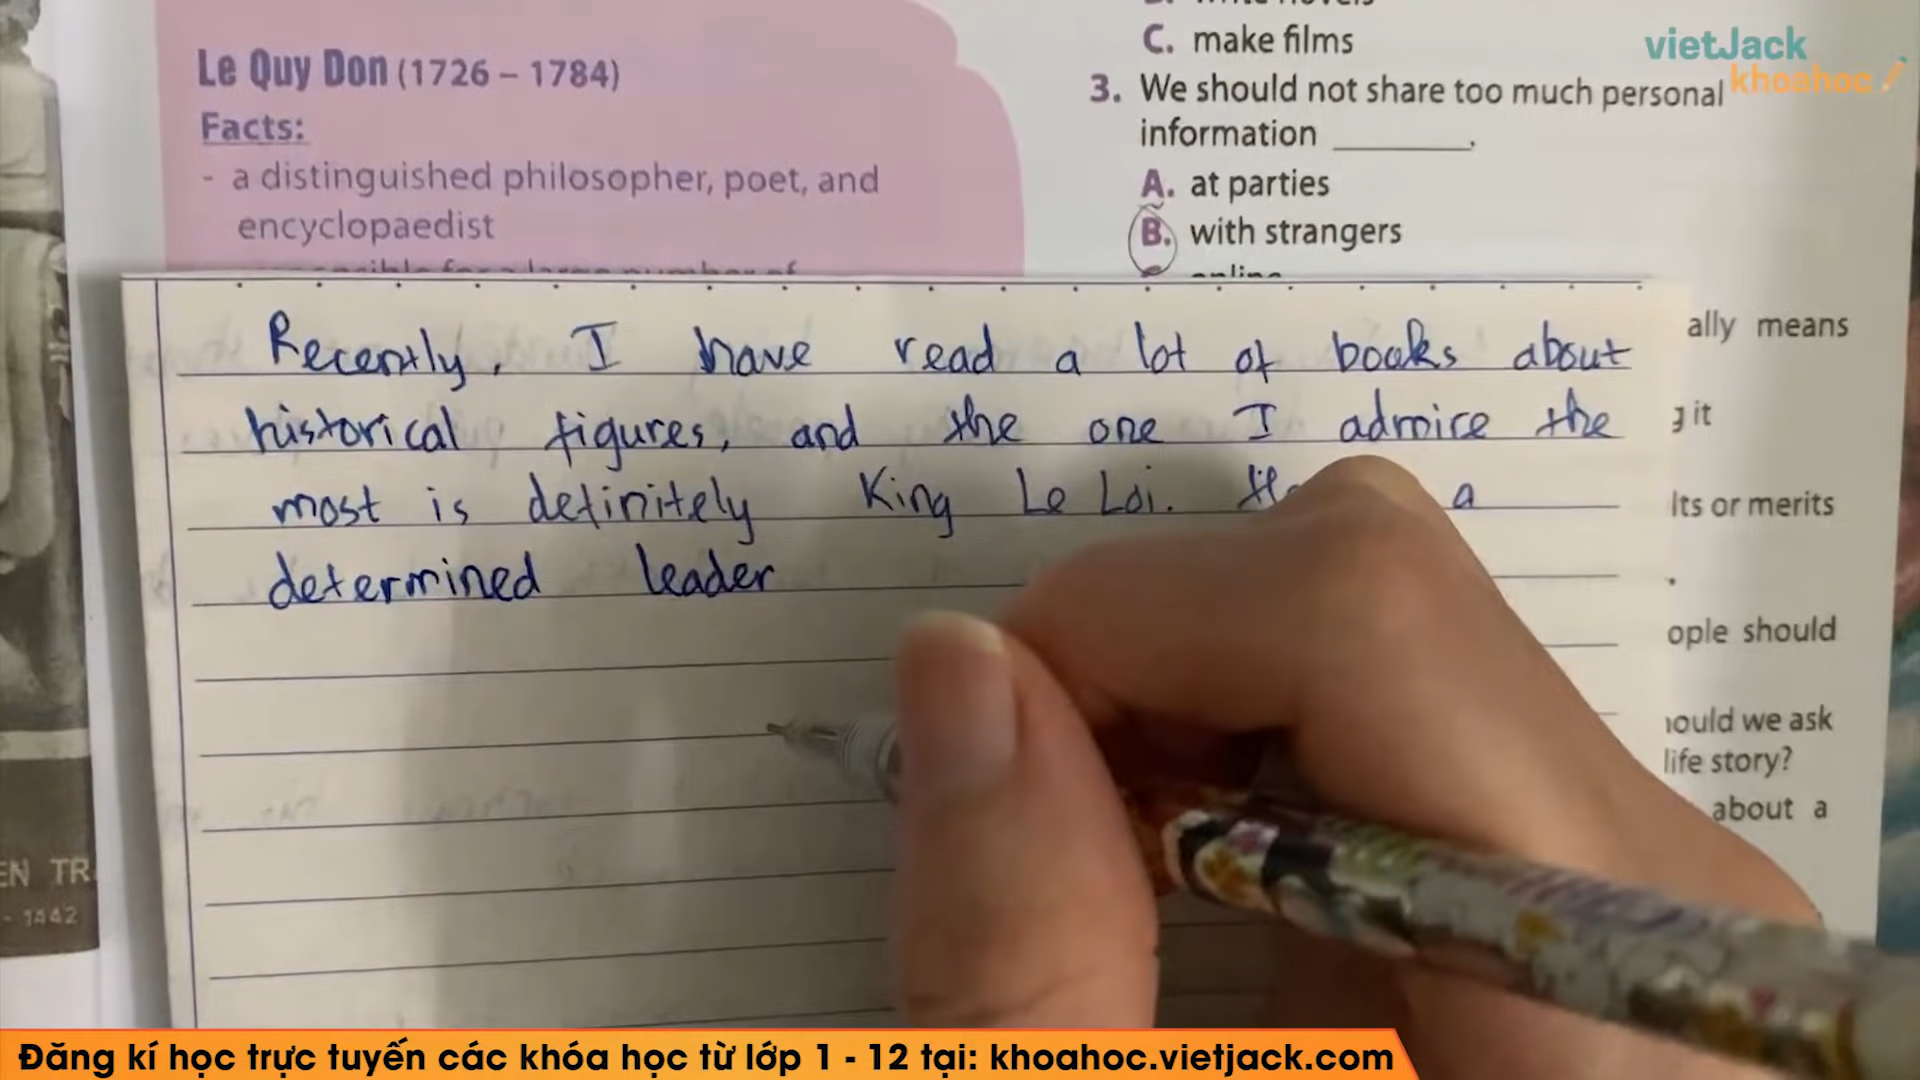 C. make films
vietJack
khoahoc
Le Quy Don (1726 – 1784)
Facts:
- a distinguished philosopher, poet, and
encyclopaedist
3. We should not share too much personal
information ________.
A. at parties
B. with strangers
Recently, I have read a lot of books about
historical figures, and the one I admire the
most is definitely King Le Loi. a
determined leader
ally means
g it
lts or merits
ople should
hould we ask
life story?
about a
EN TR
- 1442
Đăng kí học trực tuyến các khóa học từ lớp 1 - 12 tại: khoahoc.vietjack.com